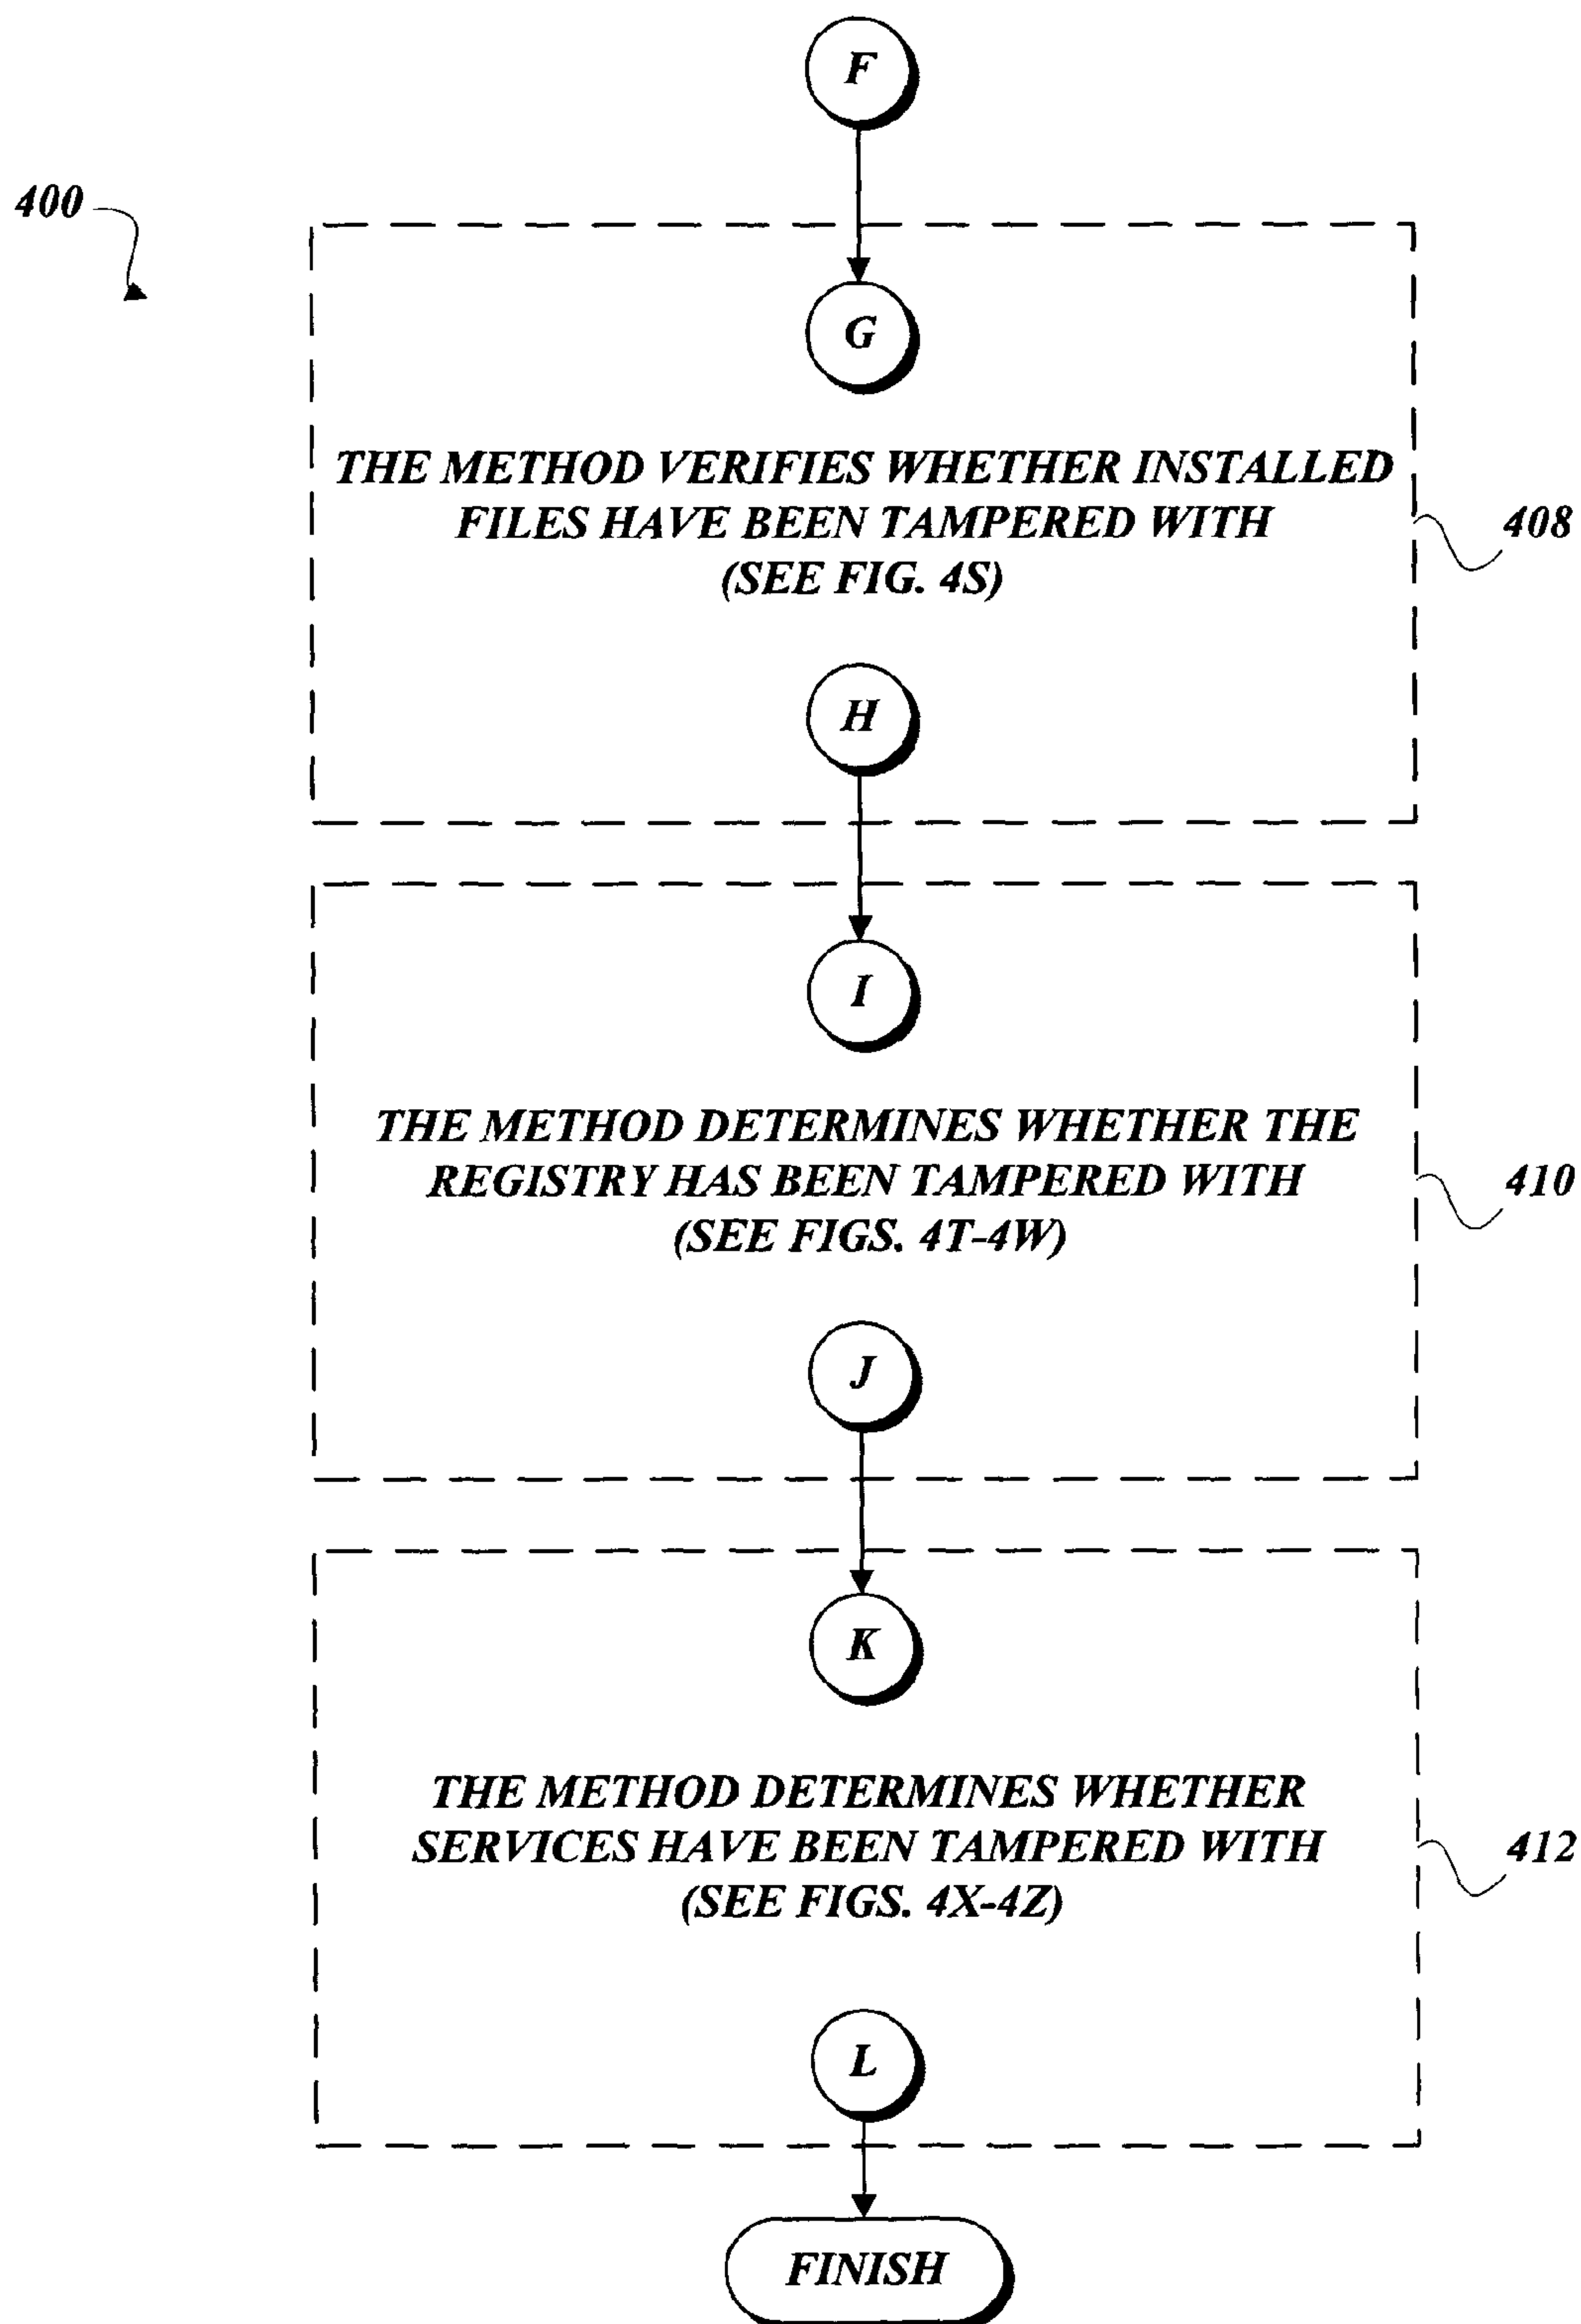 F
400
G
THE METHOD VERIFIES WHETHER INSTALLED
FILES HAVE BEEN TAMPERED WITH
(SEE FIG. 4S)
408
H
I
THE METHOD DETERMINES WHETHER THE
REGISTRY HAS BEEN TAMPERED WITH
(SEE FIGS. 4T-4W)
410
J
K
THE METHOD DETERMINES WHETHER
SERVICES HAVE BEEN TAMPERED WITH
(SEE FIGS. 4X-4Z)
412
L
FINISH